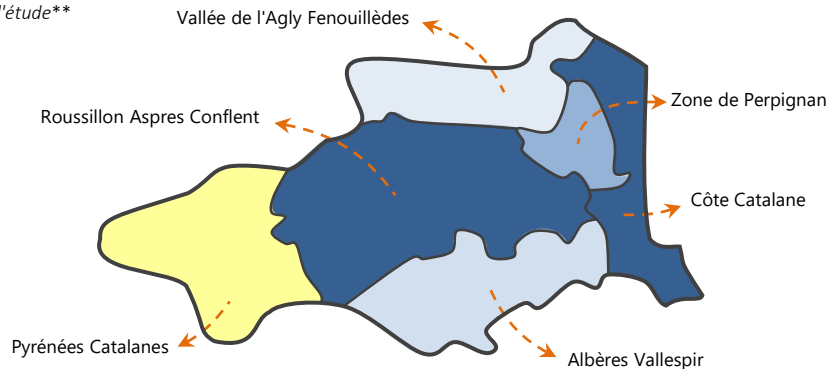 l'étude**
Vallée de l'Agly Fenouillèdes
Zone de Perpignan
Roussillon Aspres Conflent
Côte Catalane
Pyrénées Catalanes
Albères Vallespir